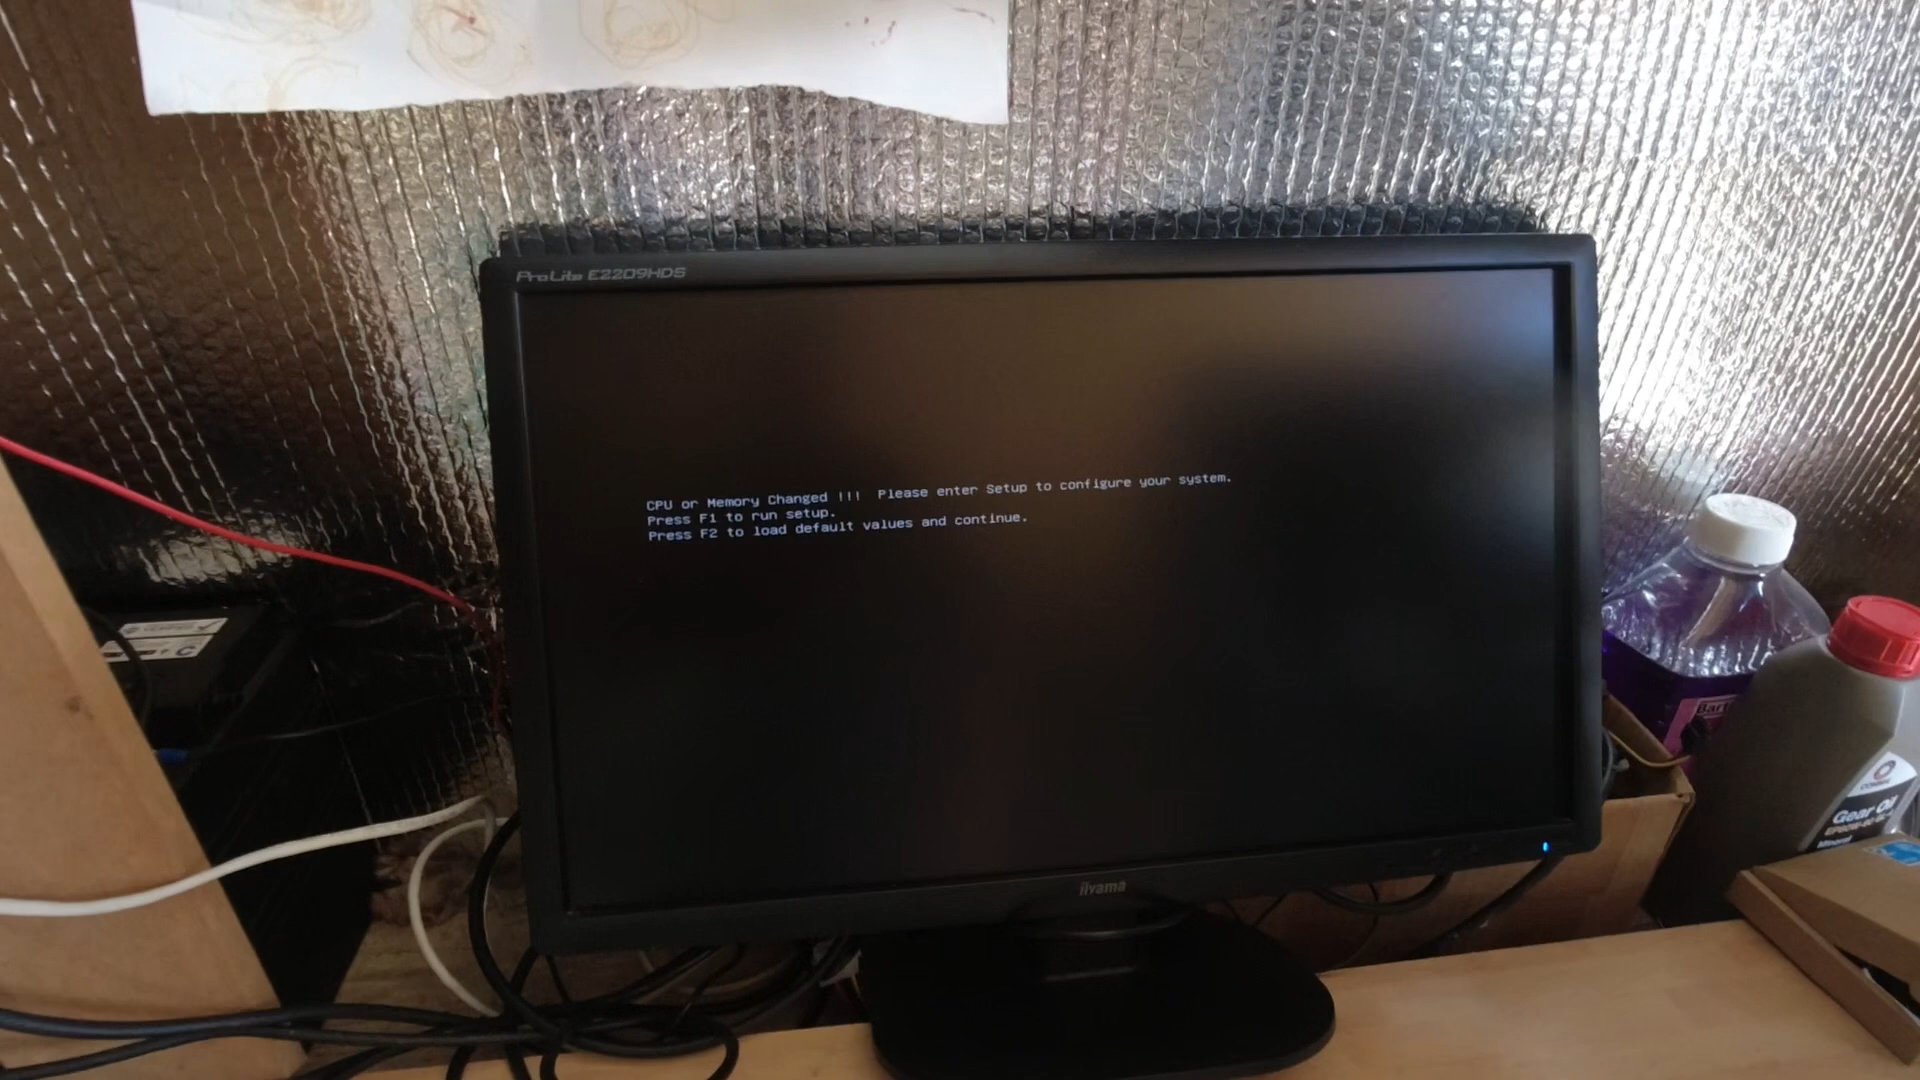 ProLite E2209HDS
CPU or Memory Changed !!! Please enter Setup to configure your system.
Press F1 to run setup.
Press F2 to load default values and continue.
iiyama
C
Gear Oil
Mineral